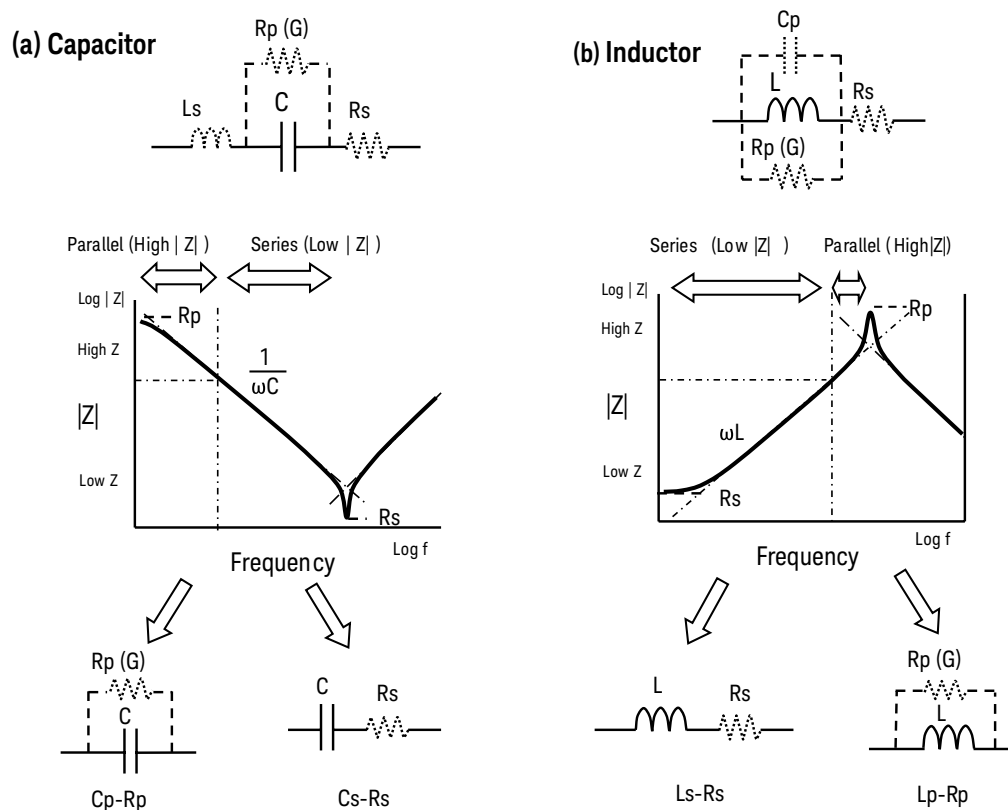 (a) Capacitor
Rp (G)
Ls
C
Rs
Parallel (High | Z| )
Series (Low | Z| )
Log | Z|
Rp
High Z
1
ωC
|Z|
Low Z
Rs
Log f
Frequency
Rp (G)
C
Cp-Rp
C
Rs
Cs-Rs
(b) Inductor
Cp
L
Rs
Rp (G)
Series (Low |Z| )
Parallel ( High|Z|)
Log | Z|
Rp
High Z
|Z|
ωL
Low Z
Rs
Log f
Frequency
L
Rs
Ls-Rs
Rp (G)
L
Lp-Rp